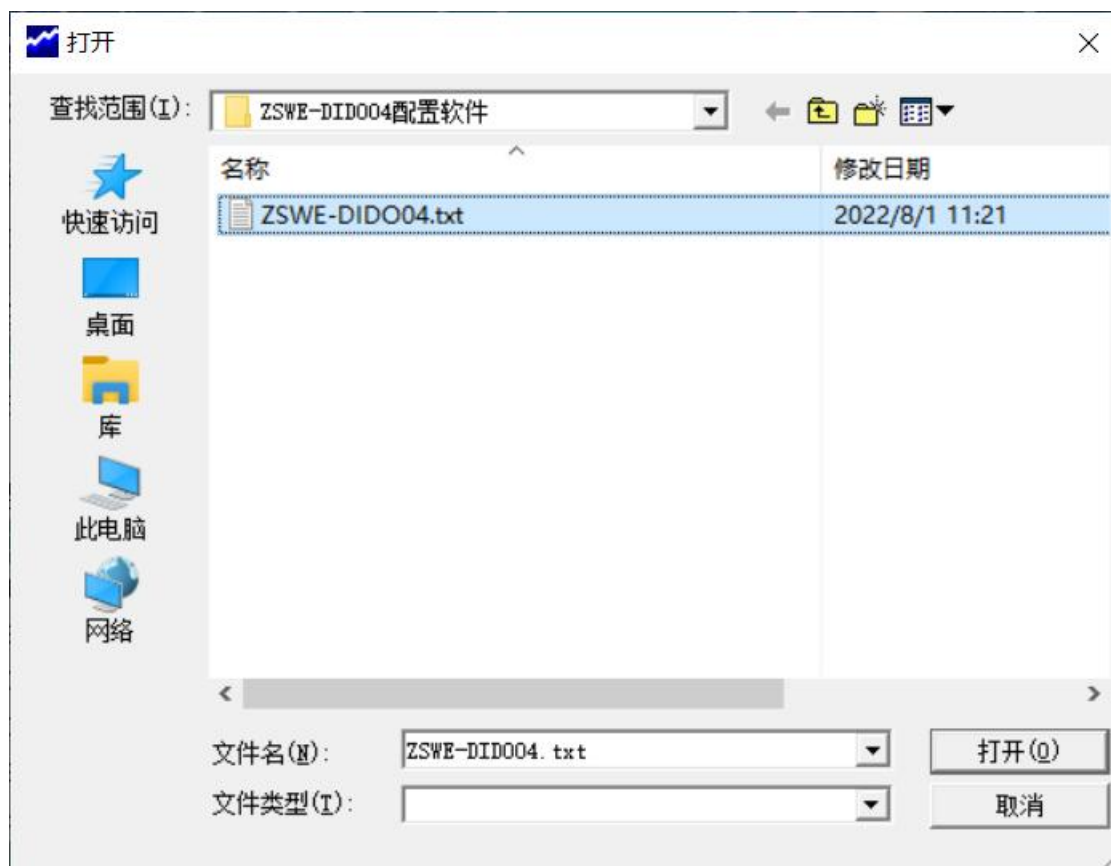 打开
查找范围(I):
ZSWE-DIDO04配置软件
名称
修改日期
ZSWE-DIDO04.txt
2022/8/1 11:21
快速访问
桌面
库
此电脑
网络
文件名(N):
ZSWE-DIDO04.txt
打开(O)
文件类型(T):
取消